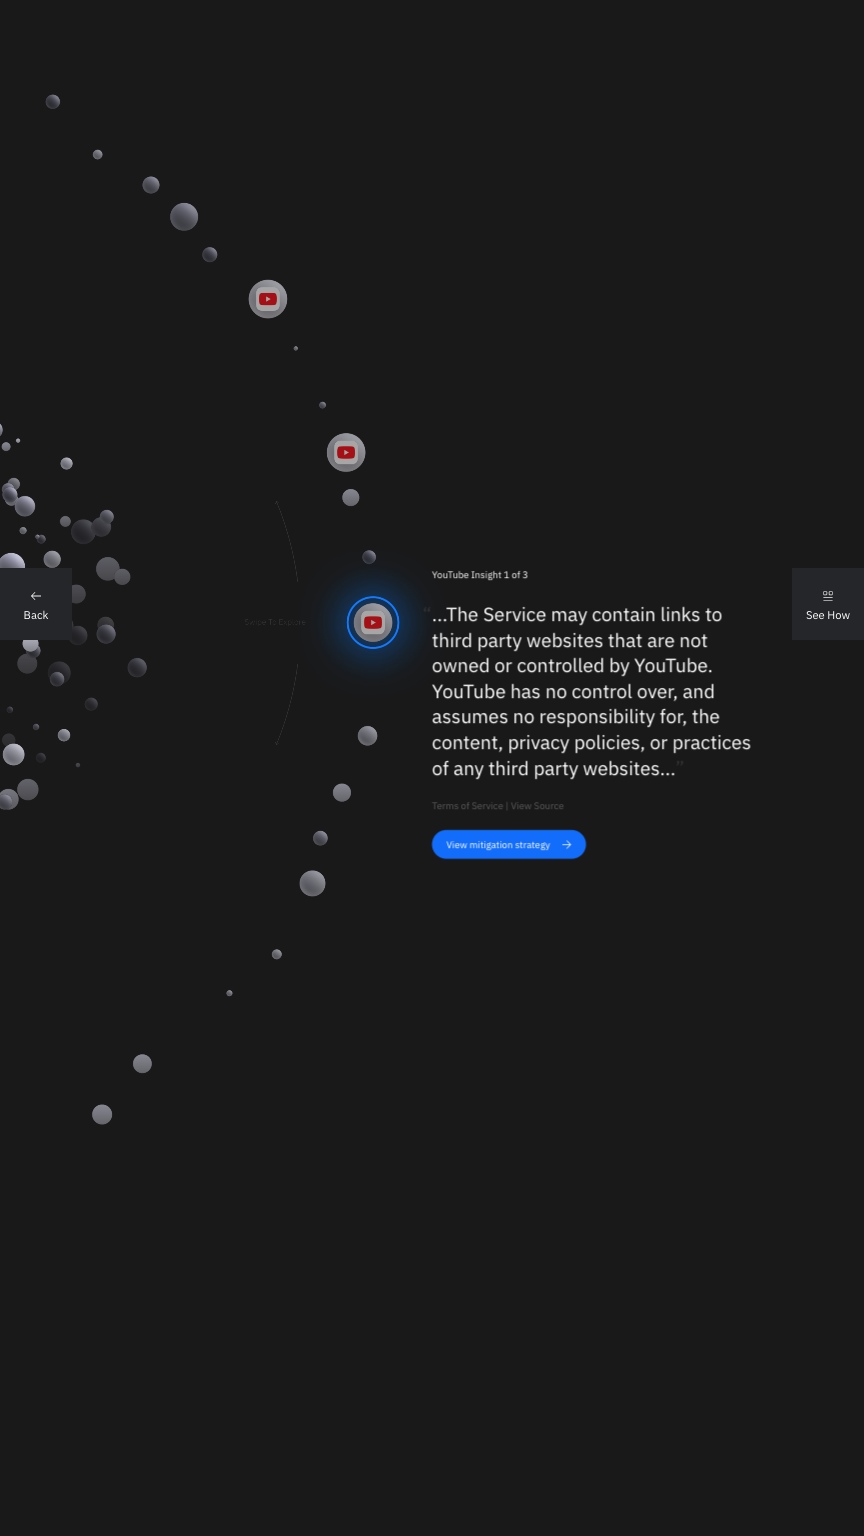 YouTube Insight 1 of 3
Back
See How
Swipe To Explore
“...The Service may contain links to
third party websites that are not
owned or controlled by YouTube.
YouTube has no control over, and
assumes no responsibility for, the
content, privacy policies, or practices
of any third party websites...“
Terms of Service | View Source
View mitigation strategy